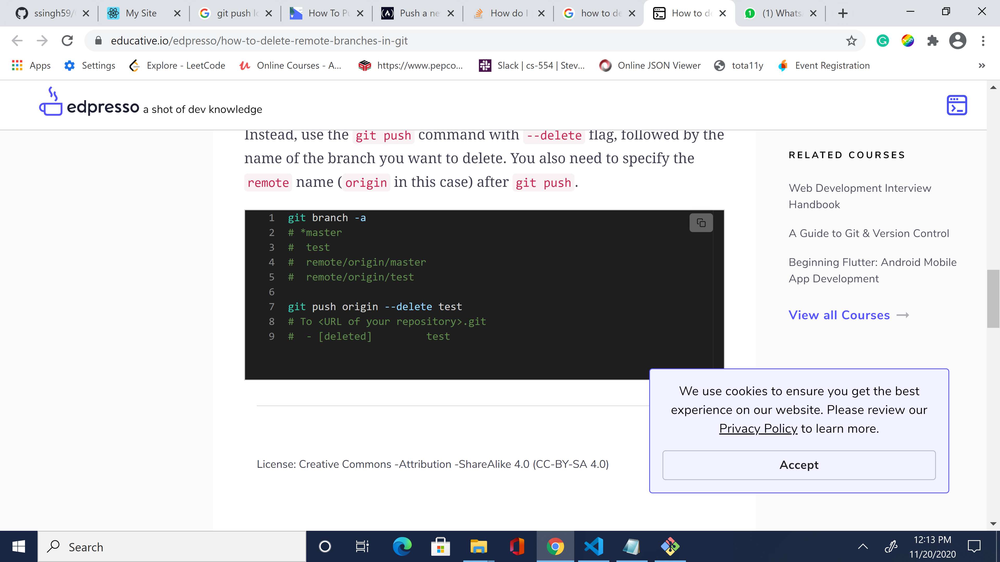 ssingh59/
My Site
git push lo
How To Pu
Push a ne
How do I
how to de
How to de
(1) Whats
educative.io/edpresso/how-to-delete-remote-branches-in-git
Apps
Settings
Explore - LeetCode
Online Courses - A...
https://www.pepco...
Slack | cs-554 | Stev...
Online JSON Viewer
tota11y
Event Registration
edpresso a shot of dev knowledge
Instead, use the git push command with --delete flag, followed by the
name of the branch you want to delete. You also need to specify the
remote name (origin in this case) after git push.
1 git branch -a
2 # *master
3 #  test
4 #  remote/origin/master
5 #  remote/origin/test
6
7 git push origin --delete test
8 # To <URL of your repository>.git
9 #  - [deleted]         test
License: Creative Commons -Attribution -ShareAlike 4.0 (CC-BY-SA 4.0)
RELATED COURSES
Web Development Interview
Handbook
A Guide to Git & Version Control
Beginning Flutter: Android Mobile
App Development
View all Courses
We use cookies to ensure you get the best
experience on our website. Please review our
Privacy Policy to learn more.
Accept
Search
12:13 PM
11/20/2020